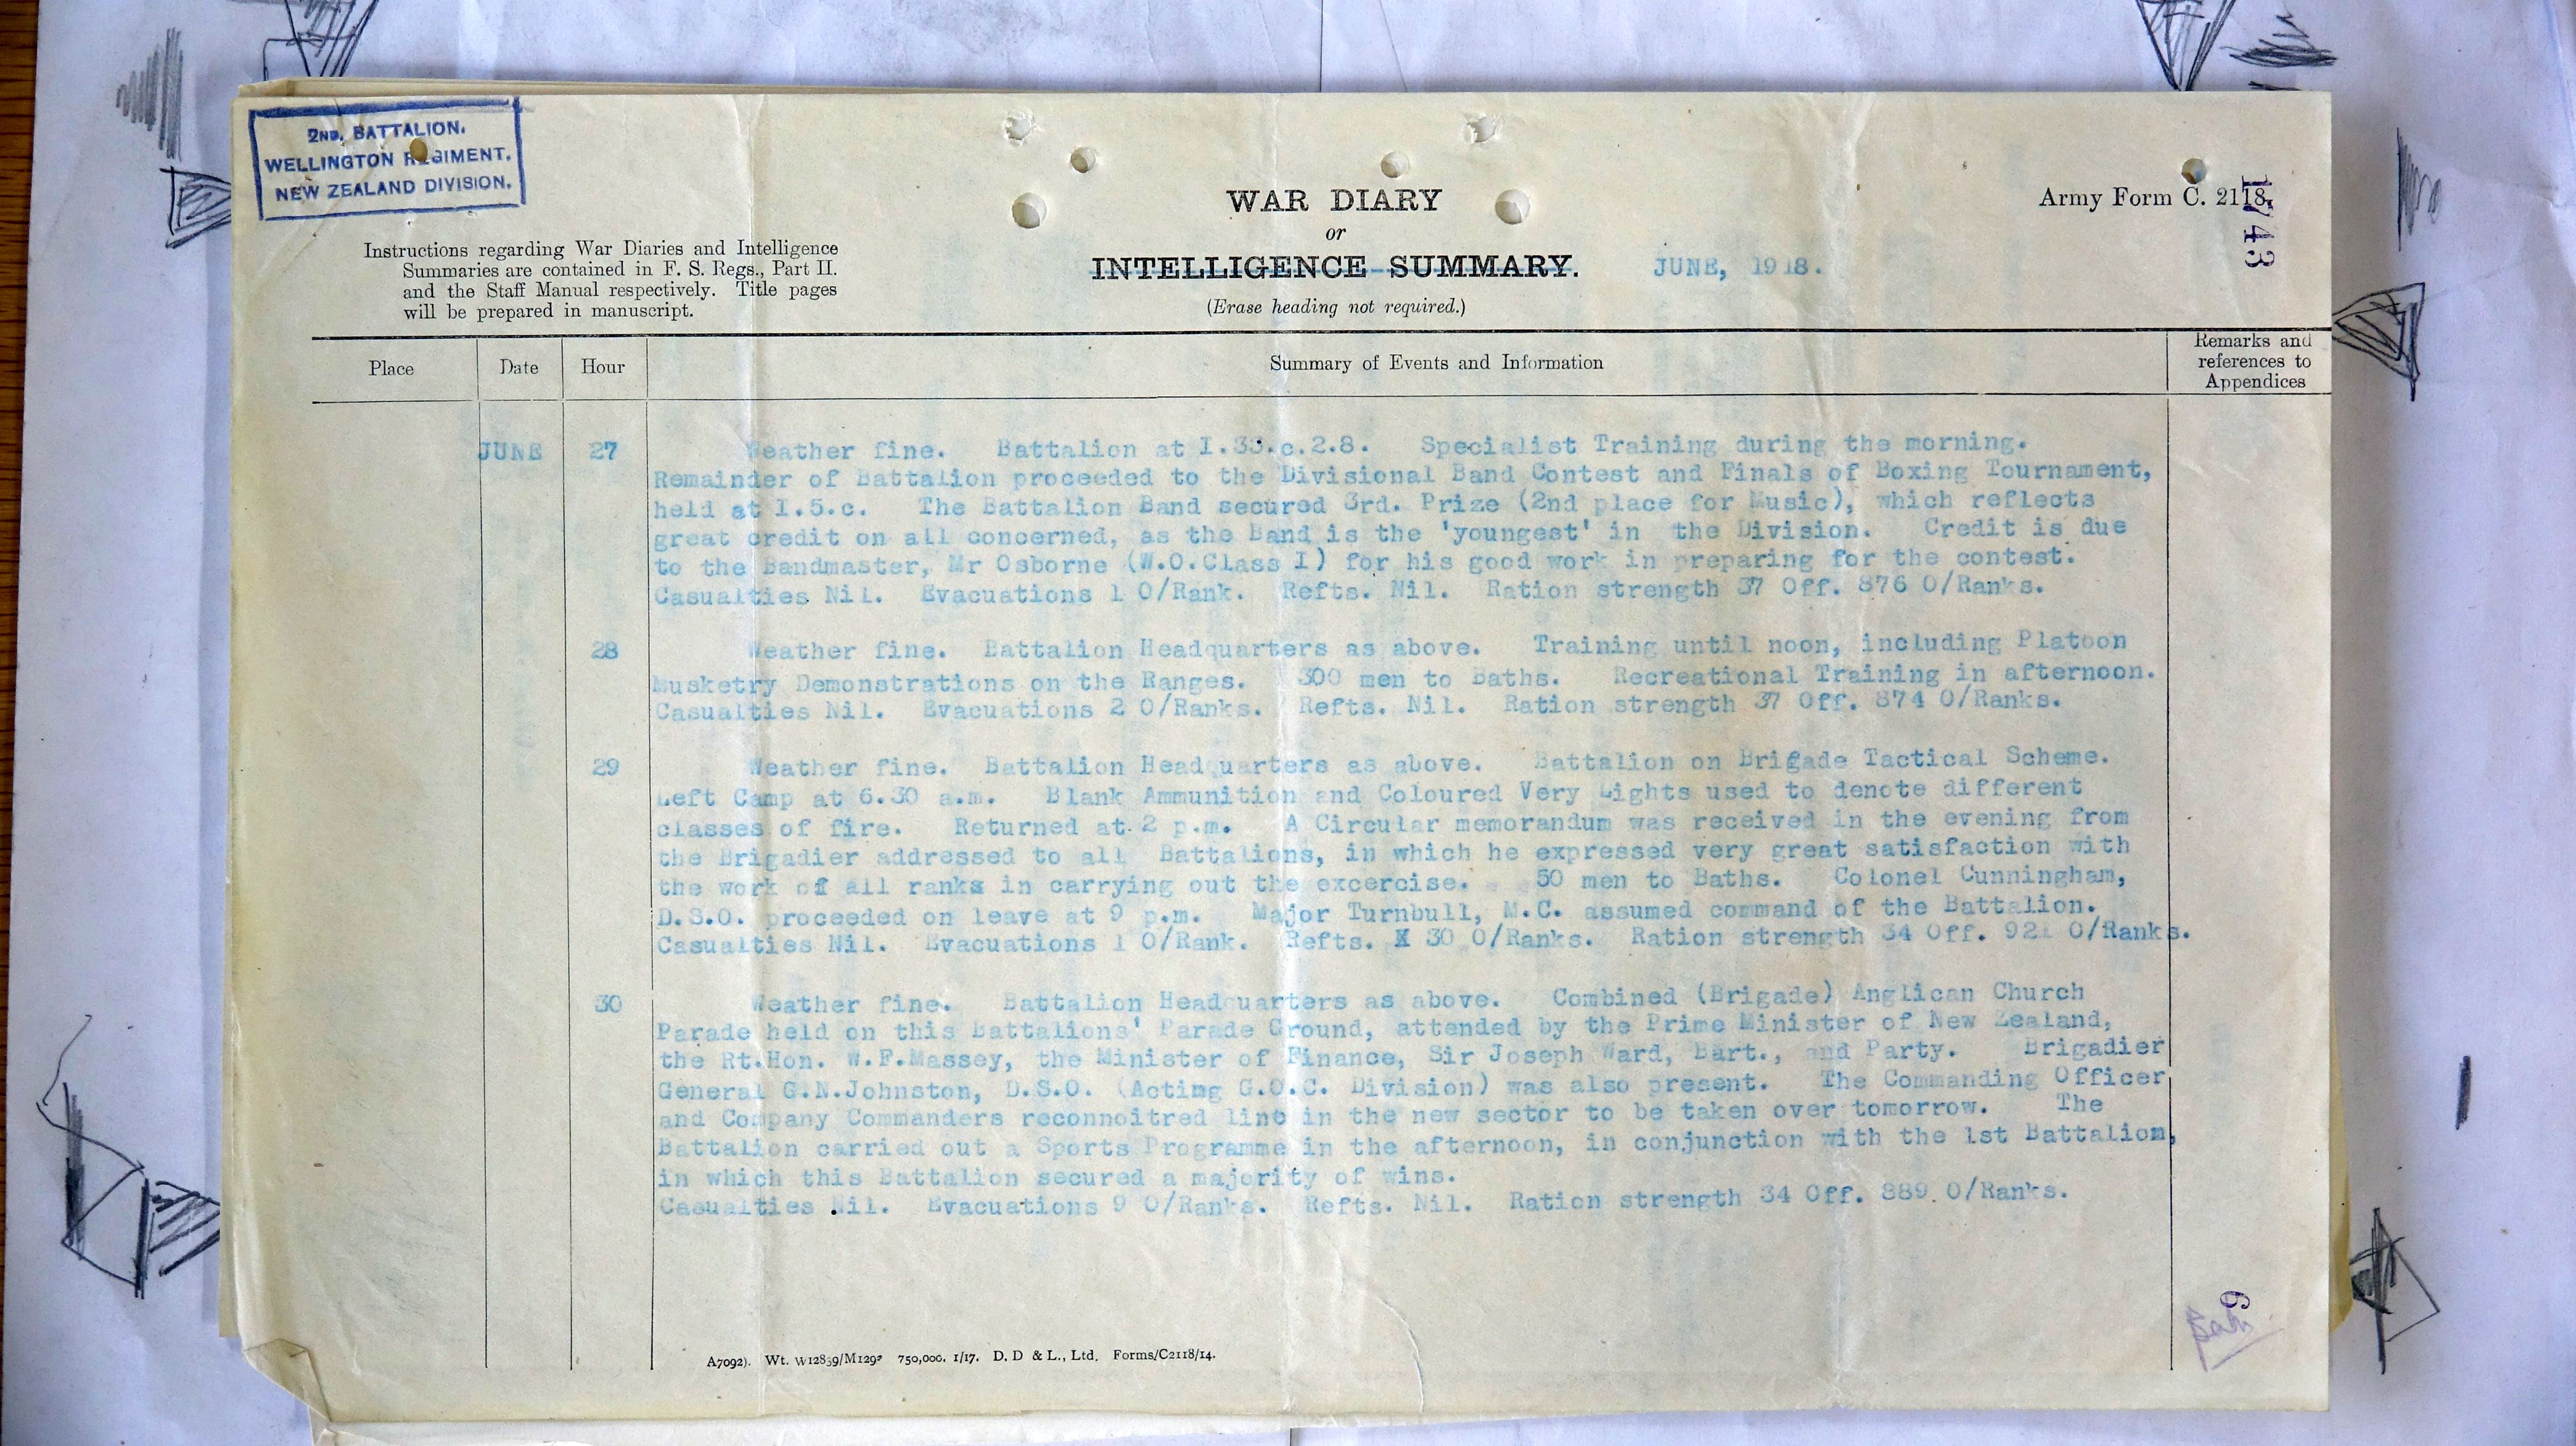 2ND. BATTALION.
WELLINGTON REGIMENT.
NEW ZEALAND DIVISION.
Army Form C. 2118.
1743
WAR DIARY
or
INTELLIGENCE SUMMARY.
JUNE, 1918.
(Erase heading not required.)
Instructions regarding War Diaries and Intelligence
Summaries are contained in F. S. Regs., Part II.
and the Staff Manual respectively. Title pages
will be prepared in manuscript.
Place Date Hour Summary of Events and Information
Remarks and
references to
Appendices
JUNE 27 Weather fine. Battalion at I.33.c.2.8. Specialist Training during the morning.
Remainder of Battalion proceeded to the Divisional Band Contest and Finals of Boxing Tournament,
held at I.5.c. The Battalion Band secured 3rd. Prize (2nd place for Music), which reflects
great credit on all concerned, as the Band is the 'youngest' in the Division. Credit is due
to the Bandmaster, Mr Osborne (W.O.Class I) for his good work in preparing for the contest.
Casualties Nil. Evacuations 1 O/Rank. Refts. Nil. Ration strength 37 Off. 876 O/Ranks.
28 Weather fine. Battalion Headquarters as above. Training until noon, including Platoon
Musketry Demonstrations on the Ranges. 300 men to Baths. Recreational Training in afternoon.
Casualties Nil. Evacuations 2 O/Ranks. Refts. Nil. Ration strength 37 Off. 874 O/Ranks.
29 Weather fine. Battalion Headquarters as above. Battalion on Brigade Tactical Scheme.
Left Camp at 6.30 a.m. Blank Ammunition and Coloured Very Lights used to denote different
classes of fire. Returned at 2 p.m. A Circular memorandum was received in the evening from
the Brigadier addressed to all Battalions, in which he expressed very great satisfaction with
the work of all ranks in carrying out the excercise. 50 men to Baths. Colonel Cunningham,
D.S.O. proceeded on leave at 9 p.m. Major Turnbull, M.C. assumed command of the Battalion.
Casualties Nil. Evacuations 1 O/Rank. Refts. 30 O/Ranks. Ration strength 34 Off. 921 O/Ranks.
30 Weather fine. Battalion Headquarters as above. Combined (Brigade) Anglican Church
Parade held on this Battalions' Parade Ground, attended by the Prime Minister of New Zealand,
the Rt.Hon. W.F.Massey, the Minister of Finance, Sir Joseph Ward, Bart., and Party. Brigadier
General G.N.Johnston, D.S.O. (Acting G.O.C. Division) was also present. The Commanding Officer
and Company Commanders reconnoitred line in the new sector to be taken over tomorrow. The
Battalion carried out a Sports Programme in the afternoon, in conjunction with the 1st Battalion,
in which this Battalion secured a majority of wins.
Casualties Nil. Evacuations 9 O/Ranks. Refts. Nil. Ration strength 34 Off. 889 O/Ranks.
6
A7092). Wt. W12839/M1293 750,000. 1/17. D. D & L., Ltd. Forms/C2118/14.